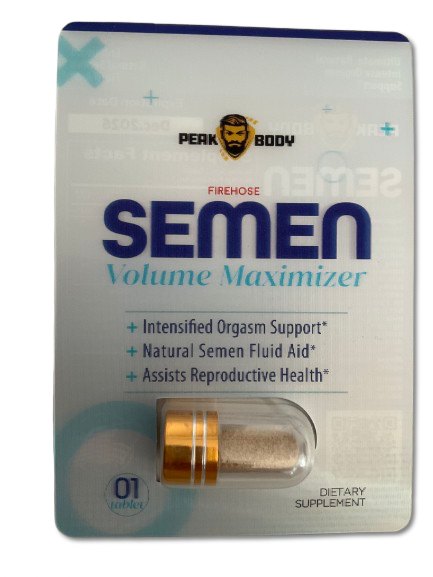 PEAK BODY
FIREHOSE
SEMEN
Volume Maximizer
+ Intensified Orgasm Support*
+ Natural Semen Fluid Aid*
+ Assists Reproductive Health*
01
tablet
DIETARY
SUPPLEMENT